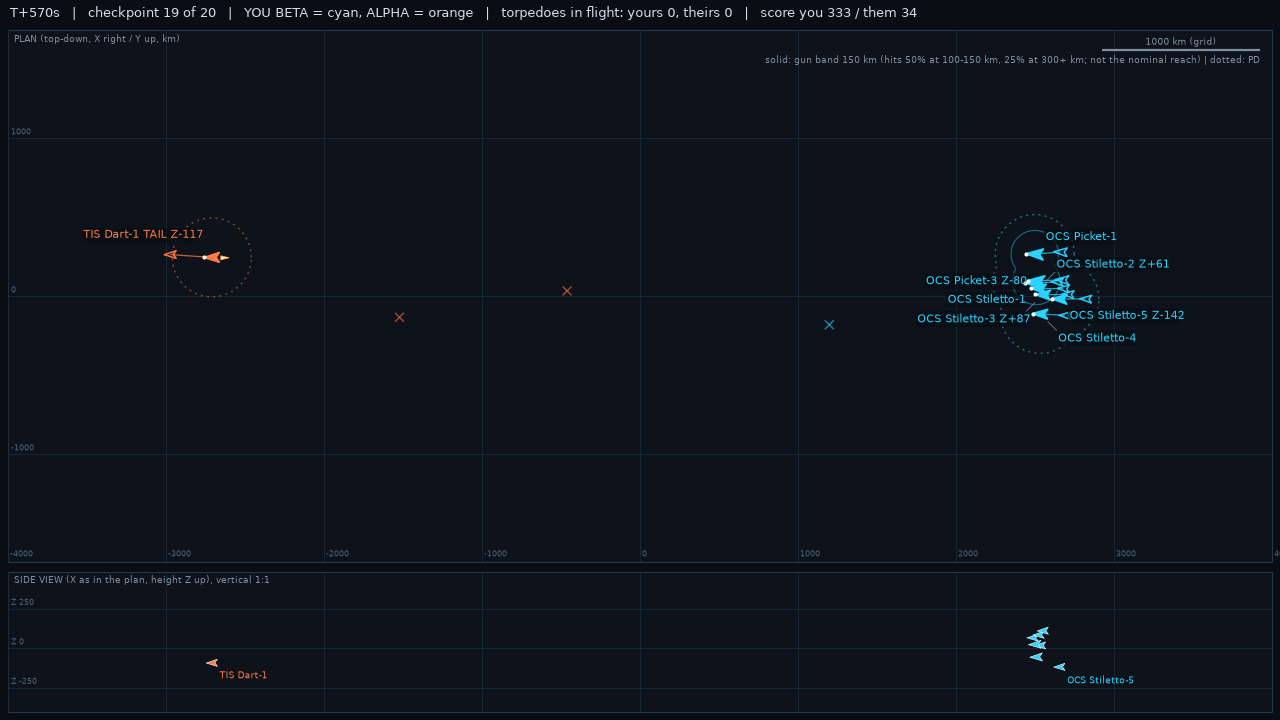 T+570s | checkpoint 19 of 20 | YOU BETA = cyan, ALPHA = orange | torpedoes in flight: yours 0, theirs 0 | score you 333 / them 34
PLAN (top-down, X right / Y up, km)
1000 km (grid)
solid: gun band 150 km (hits 50% at 100-150 km, 25% at 300+ km; not the nominal reach) | dotted: PD
1000
TIS Dart-1 TAIL Z-117
OCS Picket-1
OCS Stiletto-2 Z+61
OCS Picket-3 Z-80
0
OCS Stiletto-1
OCS Stiletto-3 Z+87
OCS Stiletto-5 Z-142
OCS Stiletto-4
-1000
-4000
-3000
-2000
-1000
0
1000
2000
3000
SIDE VIEW (X as in the plan, height Z up), vertical 1:1
Z 250
Z 0
TIS Dart-1
OCS Stiletto-5
Z -250